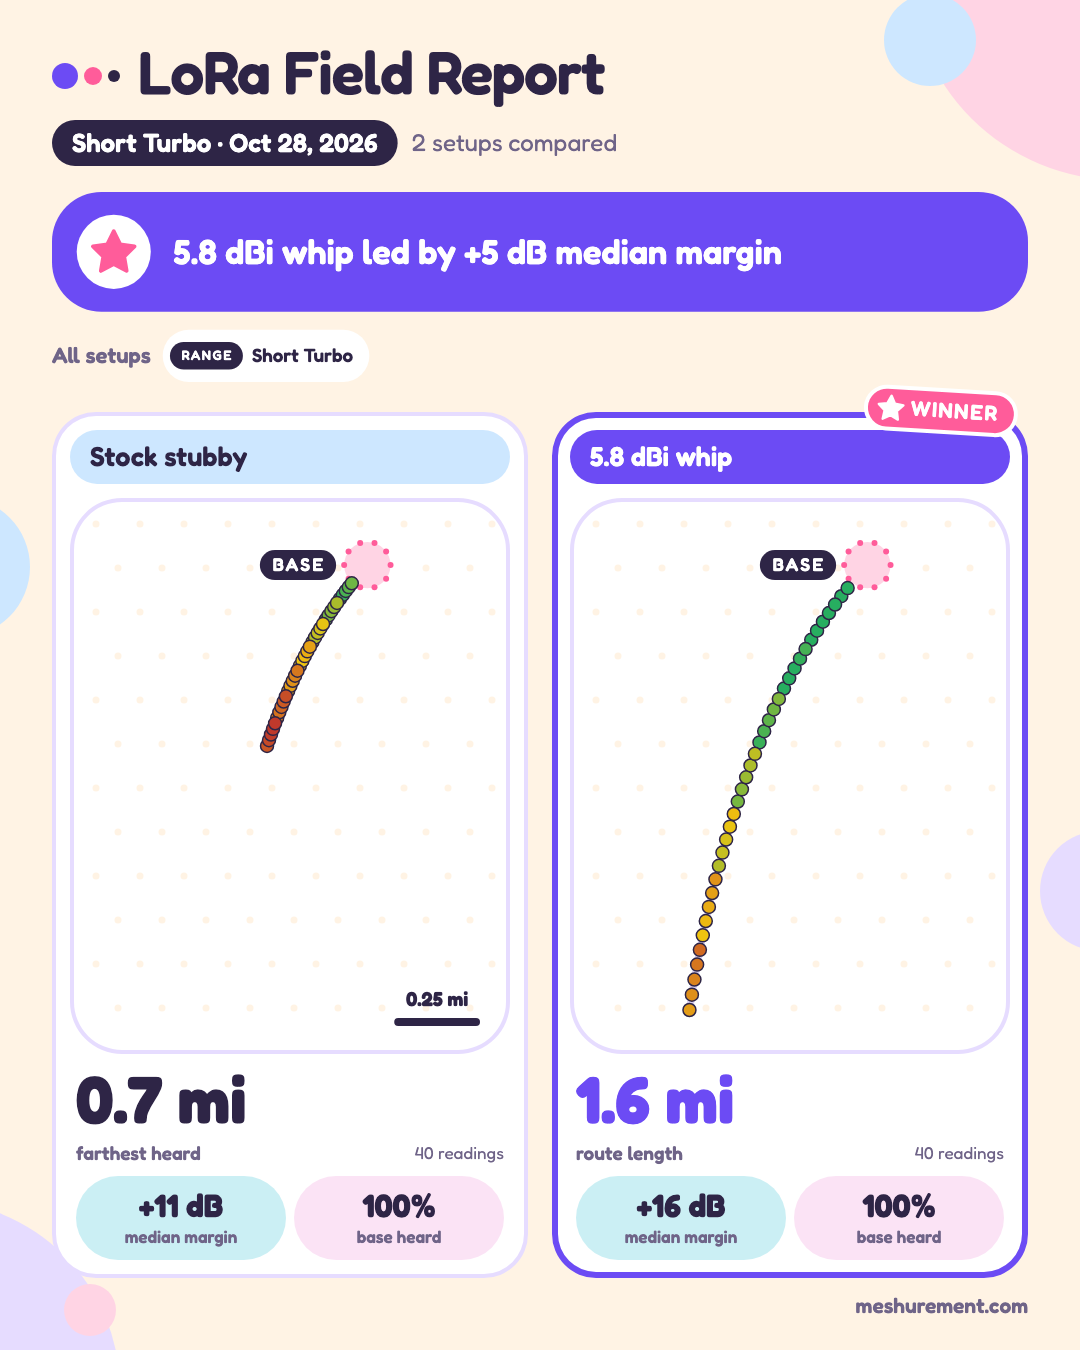 LoRa Field Report
Short Turbo · Oct 28, 2026
2 setups compared
5.8 dBi whip led by +5 dB median margin
All setups
RANGE
Short Turbo
Stock stubby
BASE
0.25 mi
0.7 mi
farthest heard
40 readings
+11 dB
median margin
100%
base heard
WINNER
5.8 dBi whip
BASE
1.6 mi
route length
40 readings
+16 dB
median margin
100%
base heard
meshurement.com